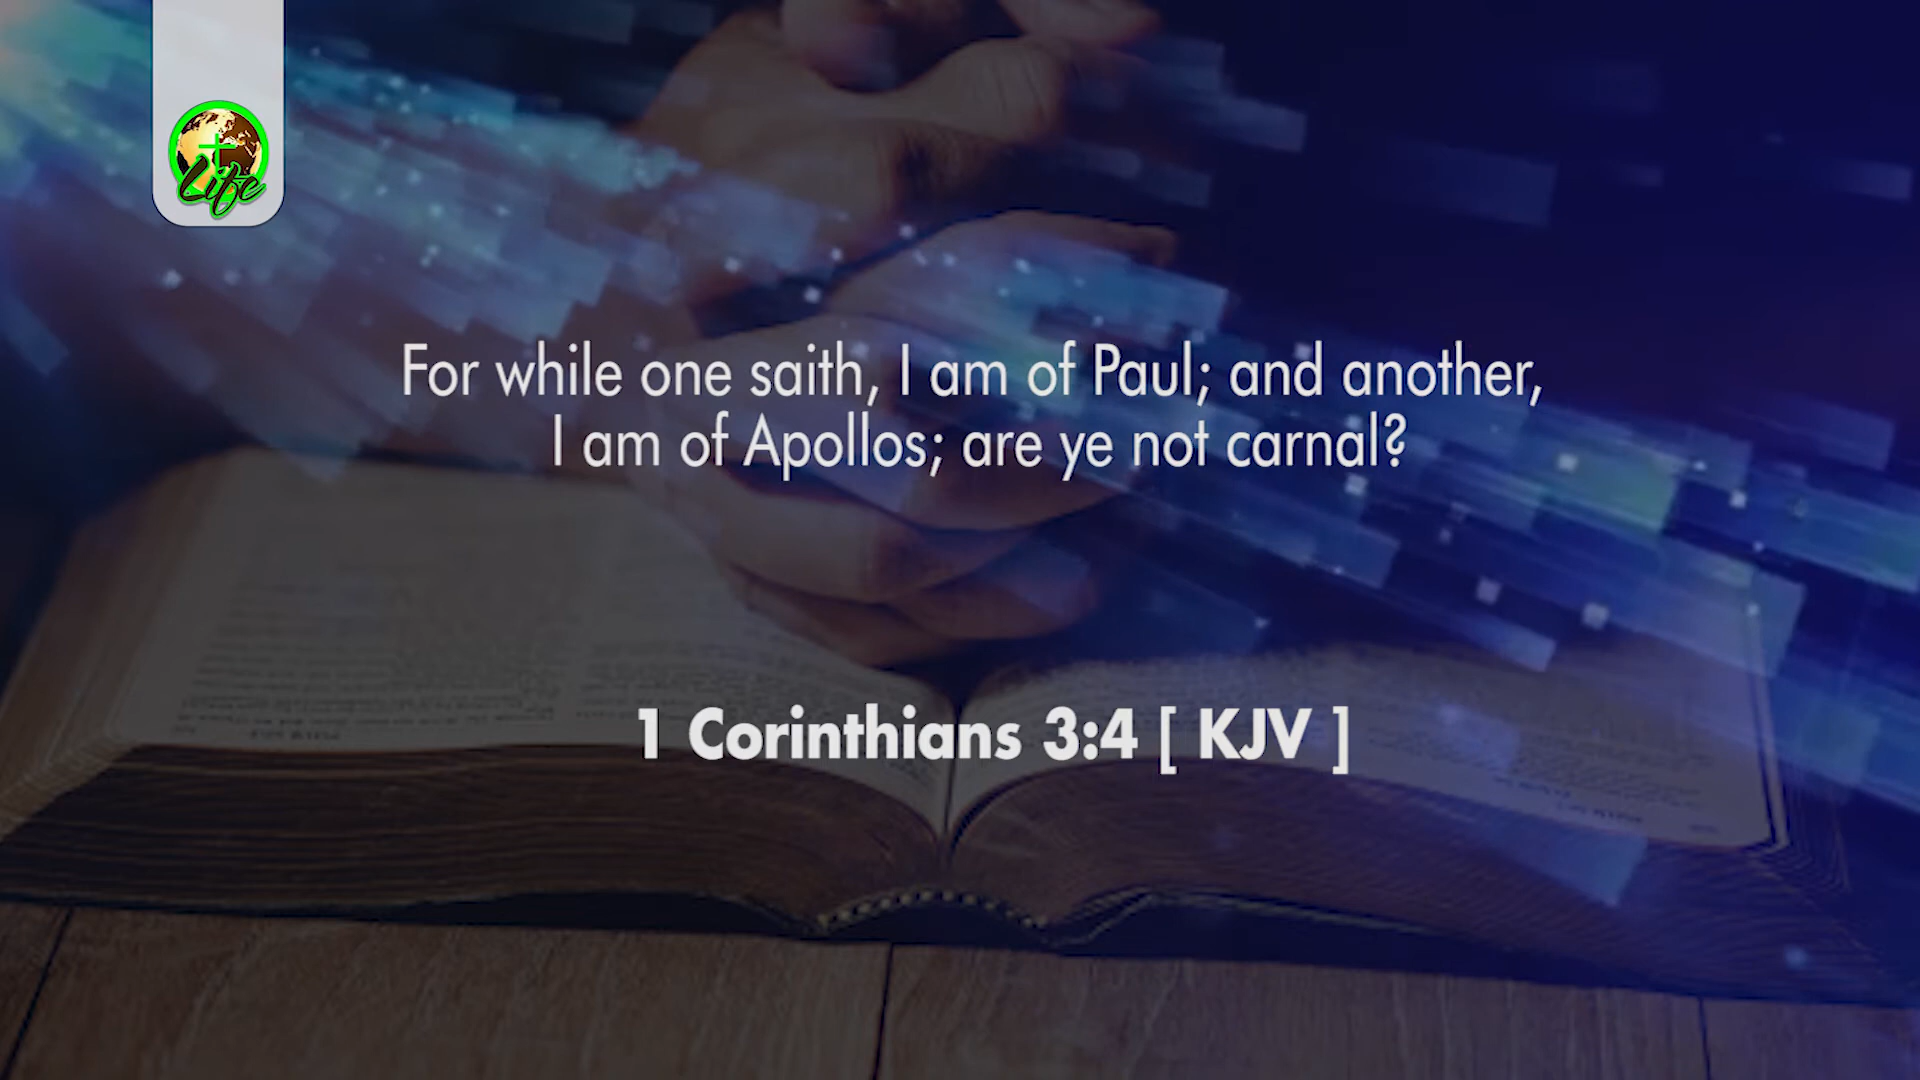 Life
For while one saith, I am of Paul; and another,
I am of Apollos; are ye not carnal?
1 Corinthians 3:4 [ KJV ]